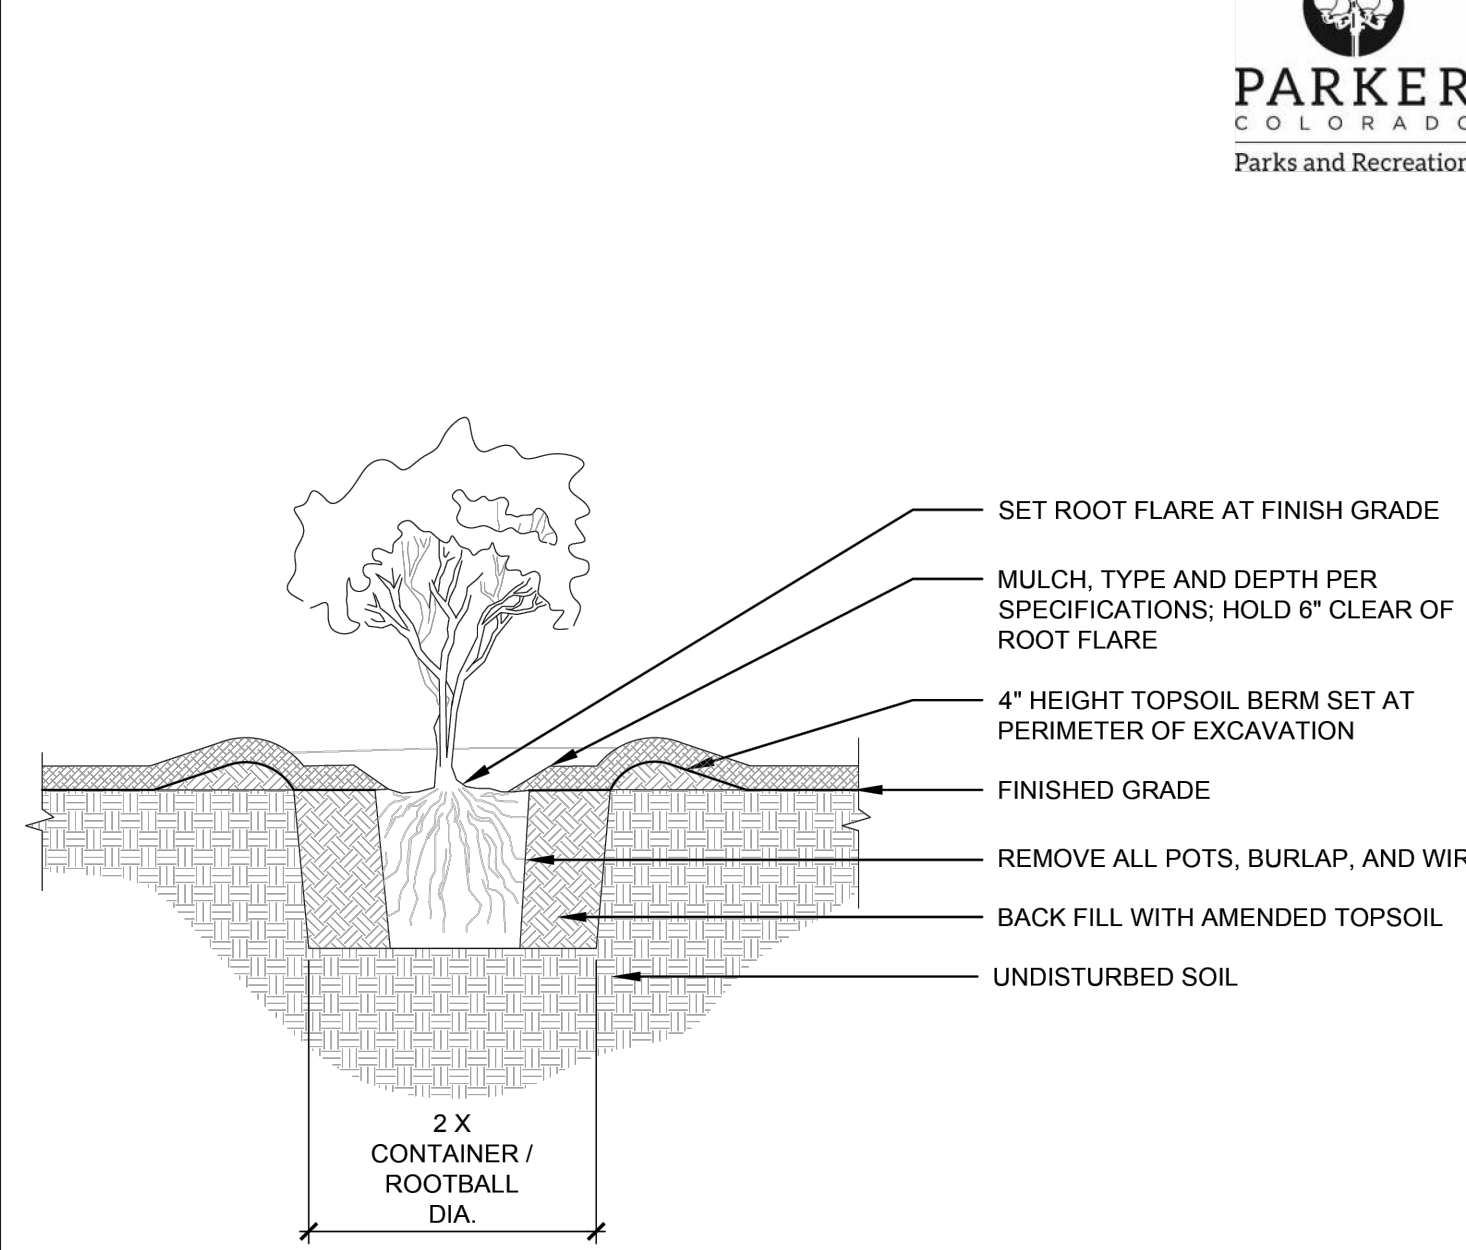 PARKER
COLORADO
Parks and Recreation
SET ROOT FLARE AT FINISH GRADE
MULCH, TYPE AND DEPTH PER
SPECIFICATIONS; HOLD 6" CLEAR OF
ROOT FLARE
4" HEIGHT TOPSOIL BERM SET AT
PERIMETER OF EXCAVATION
FINISHED GRADE
REMOVE ALL POTS, BURLAP, AND WIR
BACK FILL WITH AMENDED TOPSOIL
UNDISTURBED SOIL
2 X
CONTAINER /
ROOTBALL
DIA.